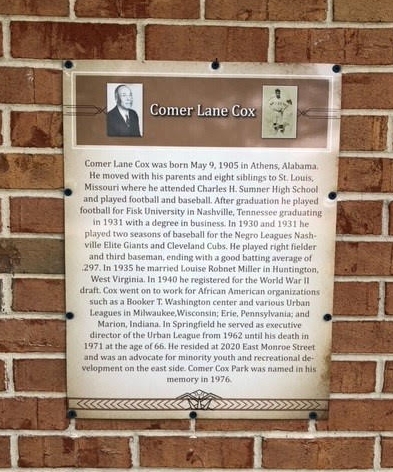 Comer Lane Cox
Comer Lane Cox was born May 9, 1905 in Athens, Alabama.
He moved with his parents and eight siblings to St. Louis,
Missouri where he attended Charles H. Sumner High School
and played football and baseball. After graduation he played
football for Fisk University in Nashville, Tennessee graduating
in 1931 with a degree in business. In 1930 and 1931 he
played two seasons of baseball for the Negro Leagues Nash-
ville Elite Giants and Cleveland Cubs. He played right fielder
and third baseman, ending with a good batting average of
.297. In 1935 he married Louise Robnet Miller in Huntington,
West Virginia. In 1940 he registered for the World War II
draft. Cox went on to work for African American organizations
such as a Booker T. Washington center and various Urban
Leagues in Milwaukee,Wisconsin; Erie, Pennsylvania; and
Marion, Indiana. In Springfield he served as executive
director of the Urban League from 1962 until his death in
1971 at the age of 66. He resided at 2020 East Monroe Street
and was an advocate for minority youth and recreational de-
velopment on the east side. Comer Cox Park was named in his
memory in 1976.